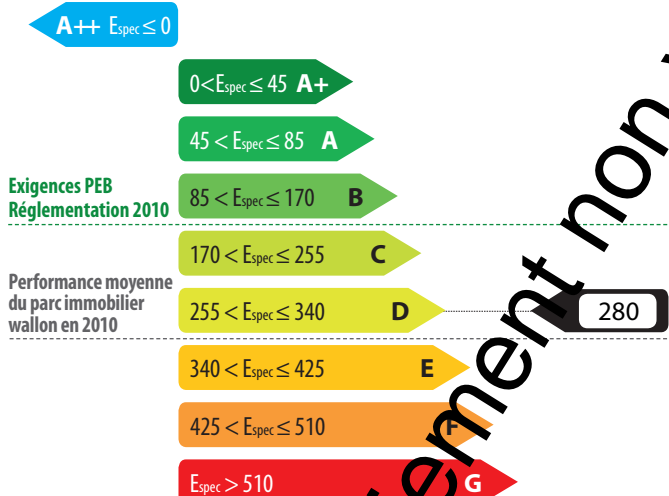 A++ Espec ≤ 0
0<Espec ≤ 45 A+
45 < Espec ≤ 85 A
Exigences PEB
Réglementation 2010
85 < Espec ≤ 170 B
170 < Espec ≤ 255 C
Performance moyenne
du parc immobilier
wallon en 2010
255 < Espec ≤ 340 D
280
340 < Espec ≤ 425 E
425 < Espec ≤ 510 F
Espec > 510 G
ement non